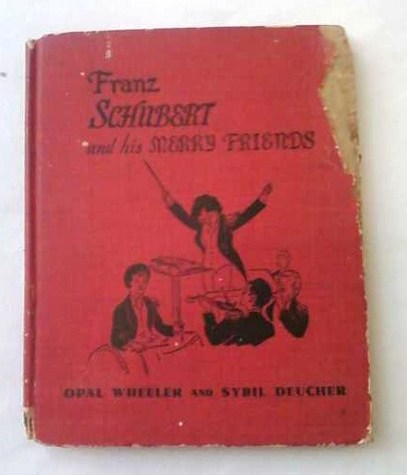 Franz
SCHUBERT
and his MERRY FRIENDS
OPAL WHEELER AND SYBIL DEUCHER